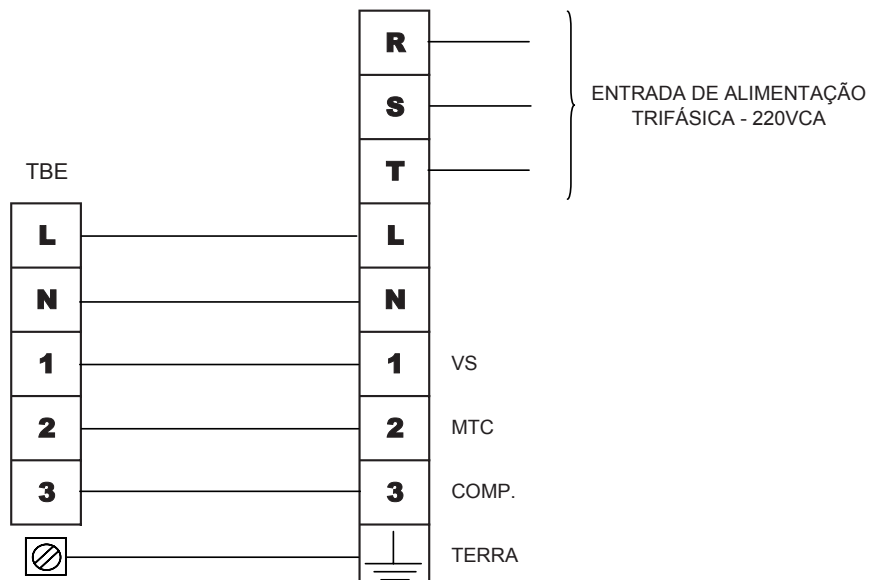 R
S
T
ENTRADA DE ALIMENTAÇÃO
TRIFÁSICA - 220VCA
TBE
L L
N N
1 1 VS
2 2 MTC
3 3 COMP.
TERRA